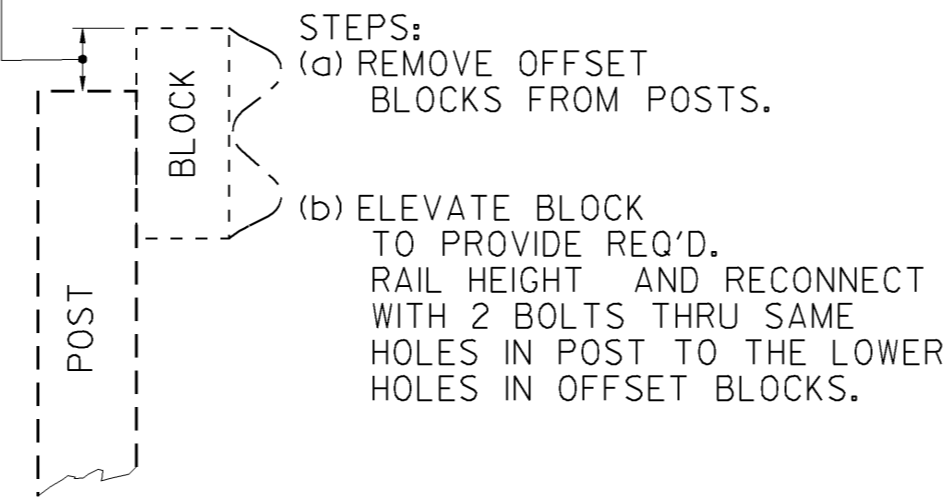 STEPS:
(a) REMOVE OFFSET
BLOCKS FROM POSTS.
BLOCK
(b) ELEVATE BLOCK
TO PROVIDE REQ'D.
RAIL HEIGHT AND RECONNECT
WITH 2 BOLTS THRU SAME
HOLES IN POST TO THE LOWER
HOLES IN OFFSET BLOCKS.
POST